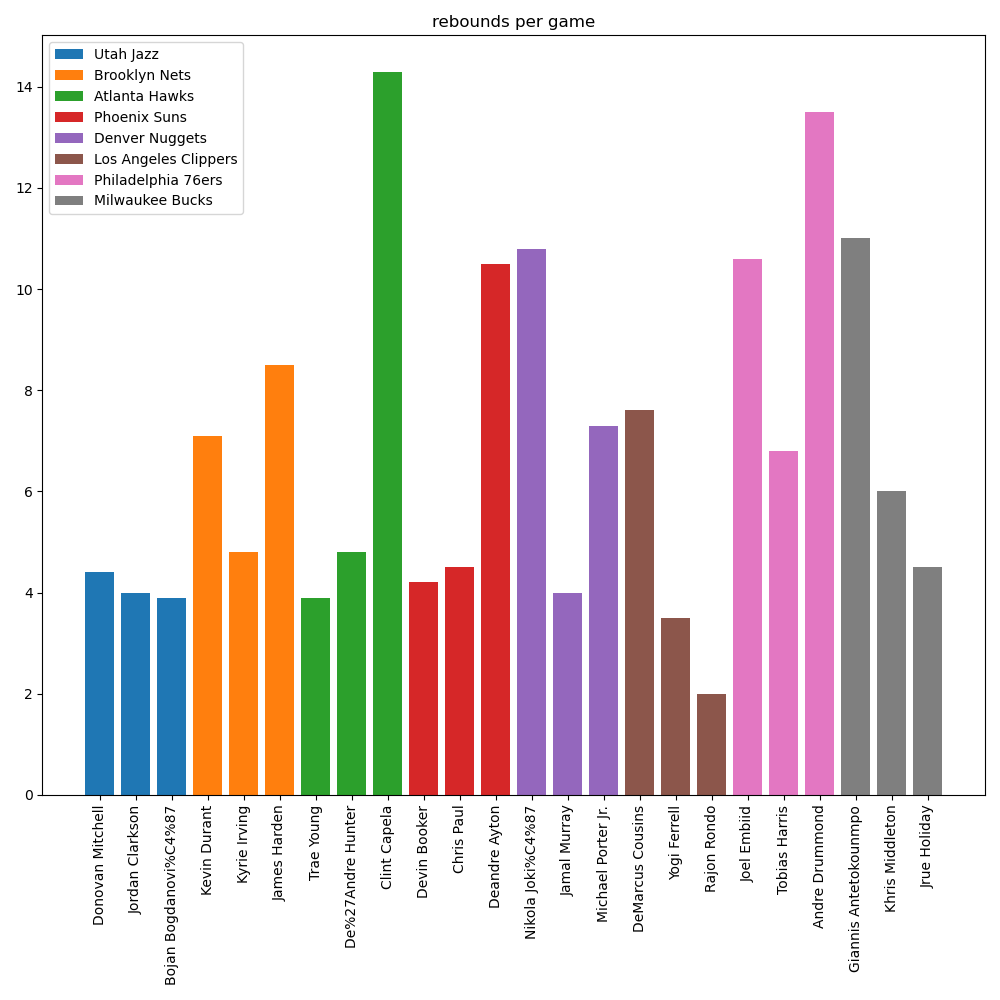 rebounds per game
Utah Jazz
Brooklyn Nets
Atlanta Hawks
Phoenix Suns
Denver Nuggets
Los Angeles Clippers
Philadelphia 76ers
Milwaukee Bucks
14
12
10
8
6
4
2
0
Donovan Mitchell
Jordan Clarkson
Bojan Bogdanovi%C4%87
Kevin Durant
Kyrie Irving
James Harden
Trae Young
De%27Andre Hunter
Clint Capela
Devin Booker
Chris Paul
Deandre Ayton
Nikola Joki%C4%87
Jamal Murray
Michael Porter Jr.
DeMarcus Cousins
Yogi Ferrell
Rajon Rondo
Joel Embiid
Tobias Harris
Andre Drummond
Giannis Antetokounmpo
Khris Middleton
Jrue Holiday